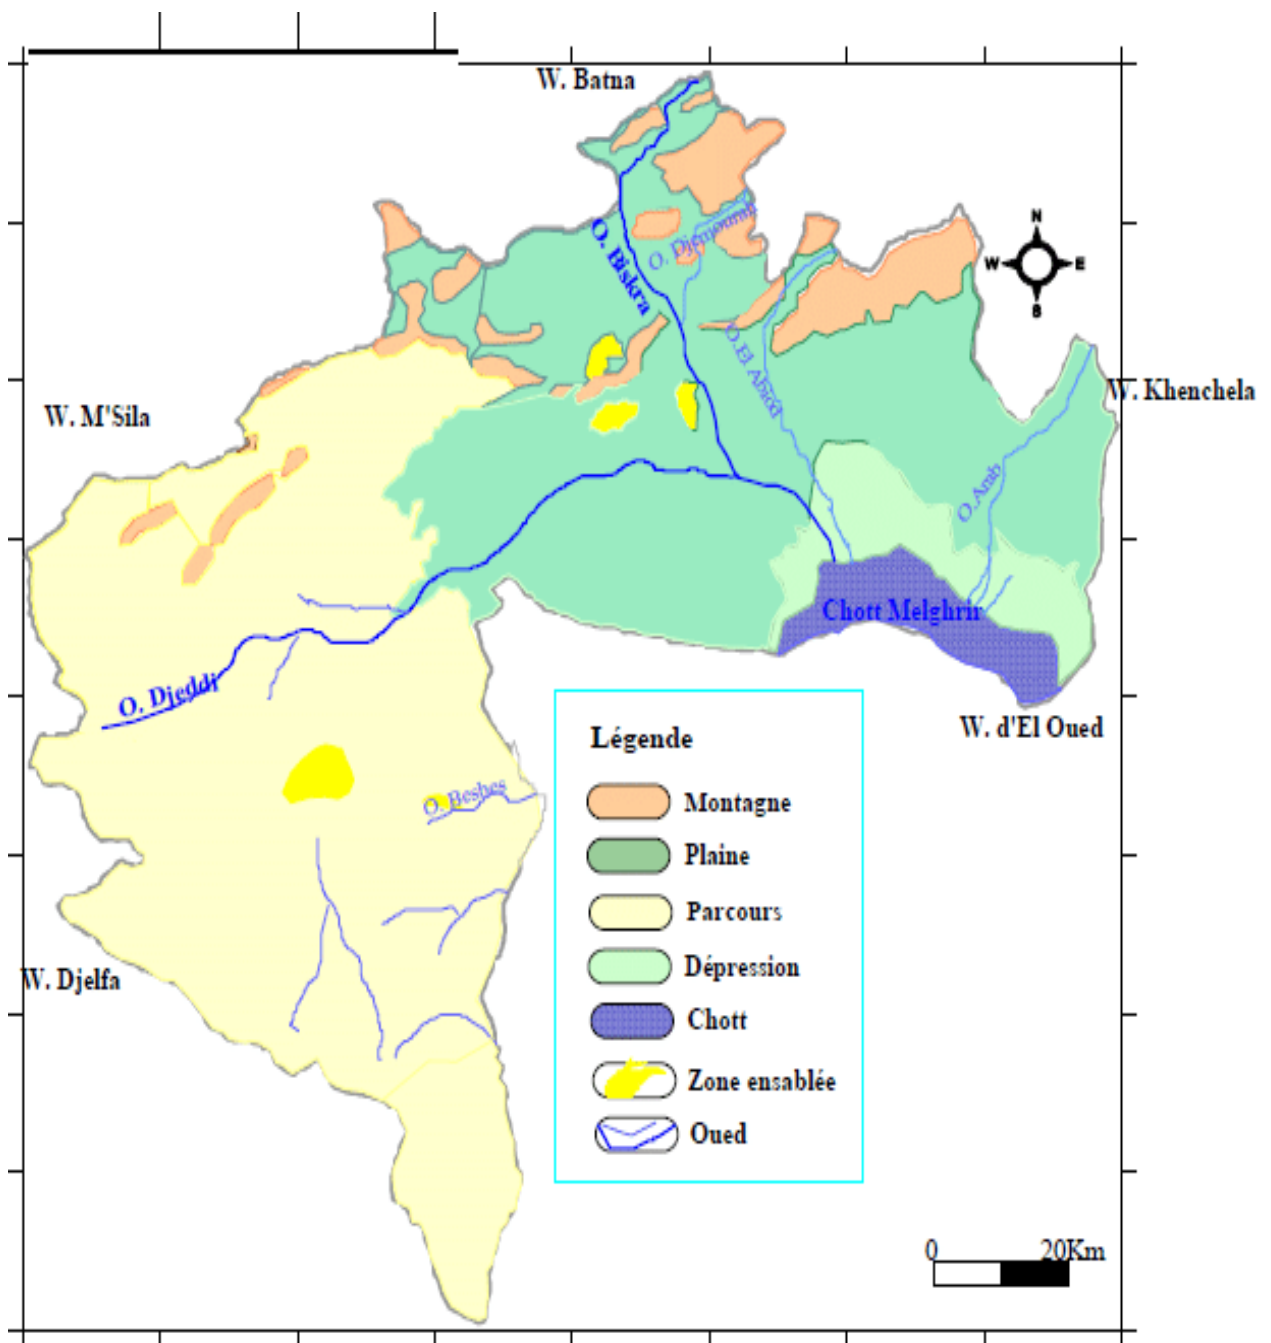 W. Batna
O. Biskra
O. Djemourah
N
W
E
B
O.El Abiod
W. Khenchela
W. M'Sila
O.Arab
Chott Melghrir
O. Djeddi
W. d'El Oued
O. Beshes
W. Djelfa
Légende
Montagne
Plaine
Parcours
Dépression
Chott
Zone ensablée
Oued
0
20Km